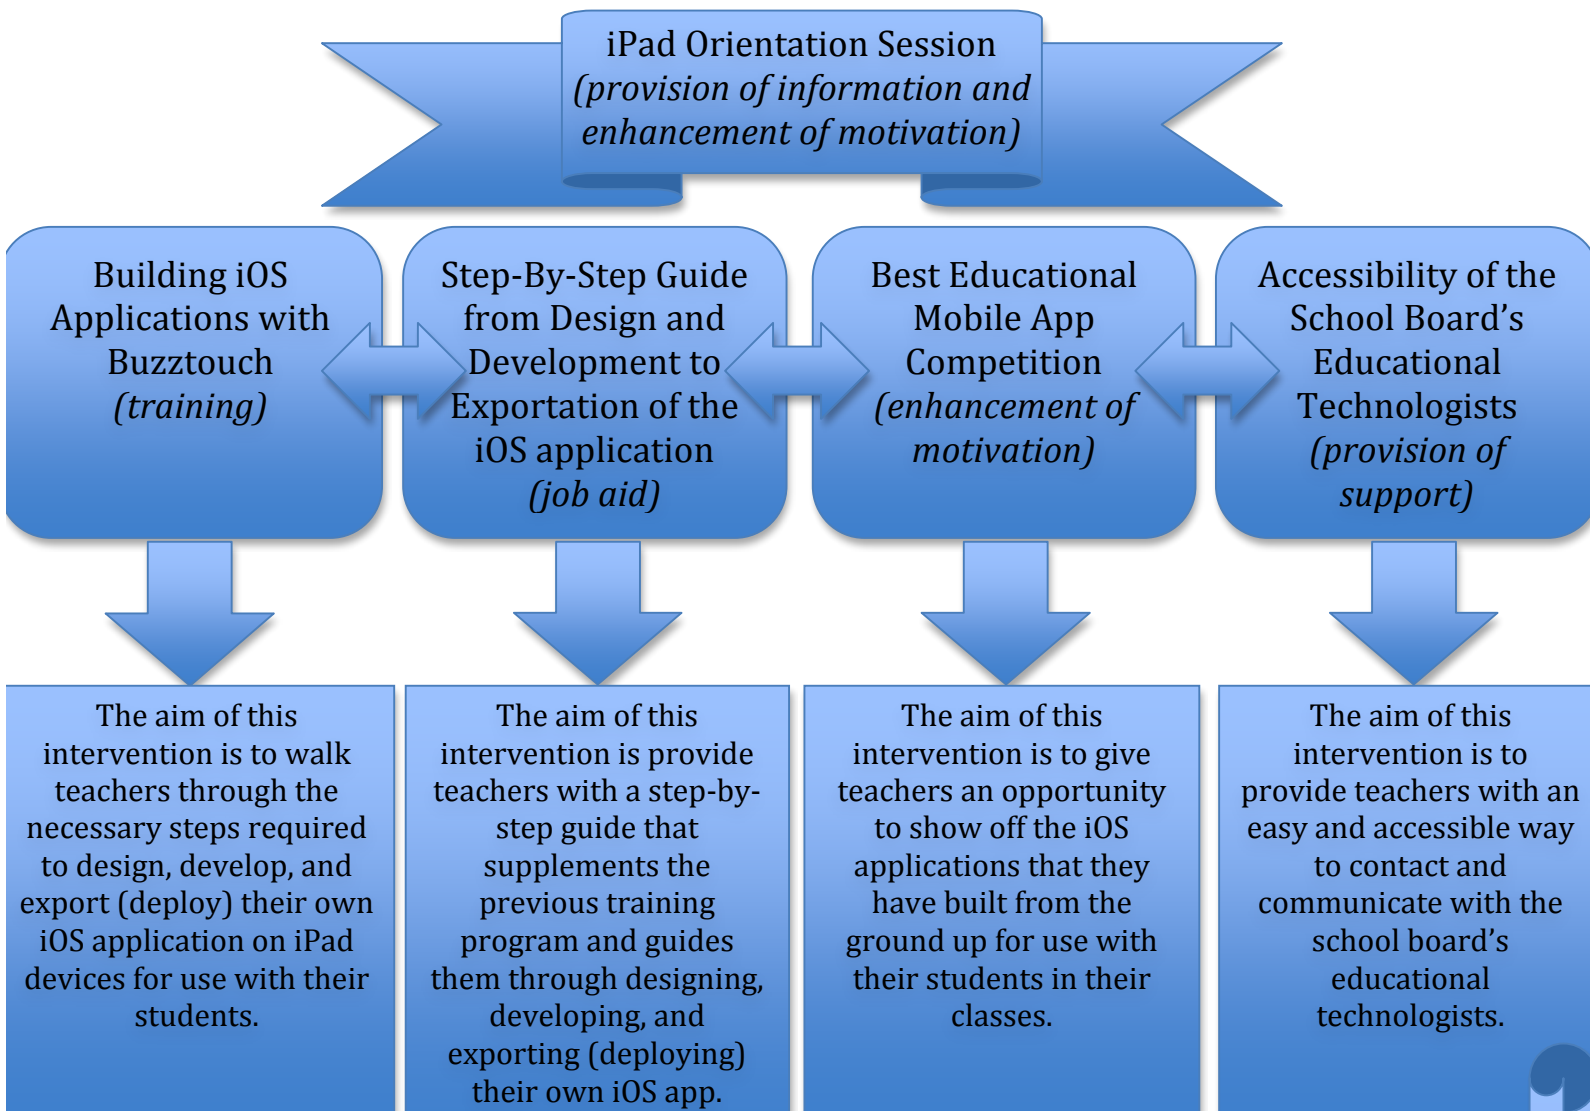 iPad Orientation Session
(provision of information and
enhancement of motivation)
Building iOS
Applications with
Buzztouch
(training)
Step-By-Step Guide
from Design and
Development to
Exportation of the
iOS application
(job aid)
Best Educational
Mobile App
Competition
(enhancement of
motivation)
Accessibility of the
School Board’s
Educational
Technologists
(provision of
support)
The aim of this
intervention is to walk
teachers through the
necessary steps required
to design, develop, and
export (deploy) their own
iOS application on iPad
devices for use with their
students.
The aim of this
intervention is provide
teachers with a step-by-
step guide that
supplements the
previous training
program and guides
them through designing,
developing, and
exporting (deploying)
their own iOS app.
The aim of this
intervention is to give
teachers an opportunity
to show off the iOS
applications that they
have built from the
ground up for use with
their students in their
classes.
The aim of this
intervention is to
provide teachers with an
easy and accessible way
to contact and
communicate with the
school board’s
educational
technologists.